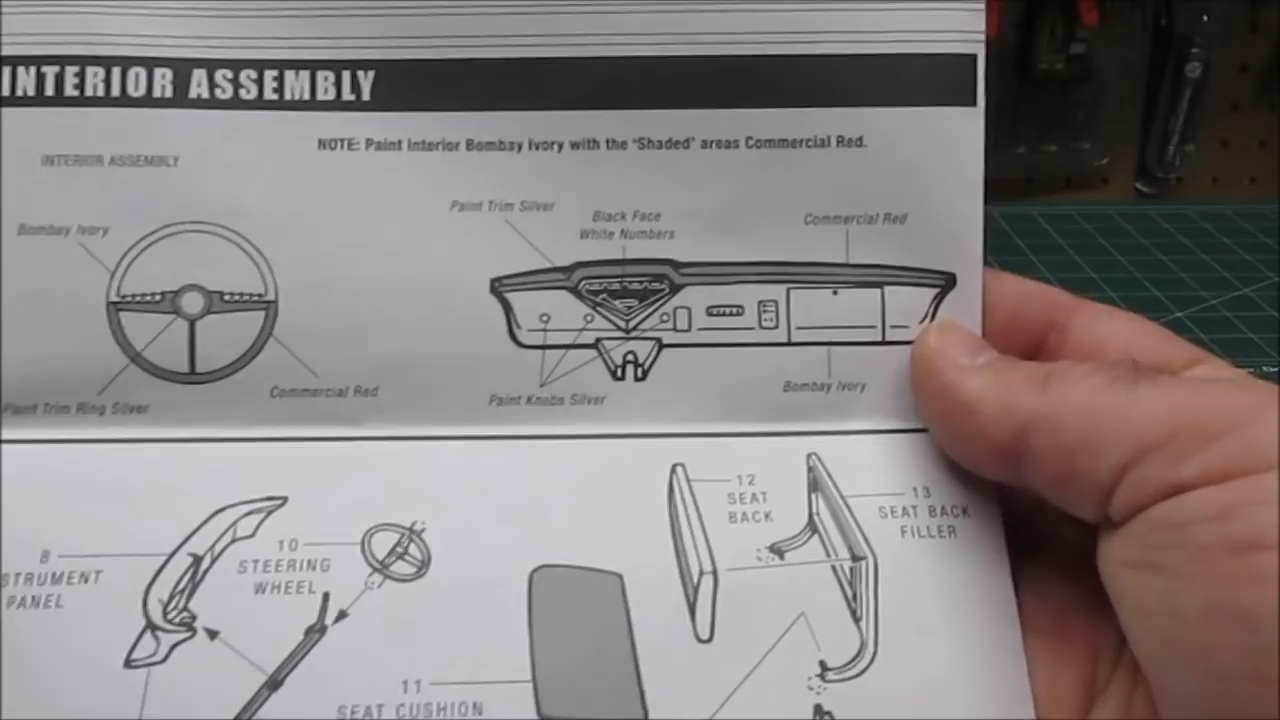 INTERIOR ASSEMBLY
NOTE: Paint Interior Bombay Ivory with the 'Shaded' areas Commercial Red.
INTERIOR ASSEMBLY
Bombay Ivory
Paint Trim Silver
Black Face
White Numbers
Commercial Red
Paint Trim Ring Silver
Commercial Red
Paint Knobs Silver
Bombay Ivory
8
STRUMENT
PANEL
10
STEERING
WHEEL
12
SEAT
BACK
13
SEAT BACK
FILLER
11
SEAT CUSHION